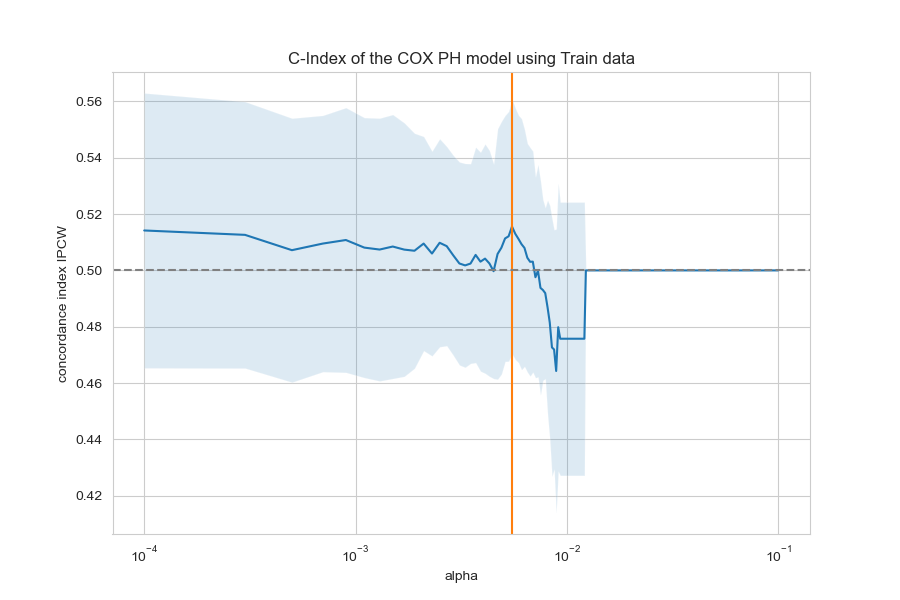 C-Index of the COX PH model using Train data
concordance index IPCW
0.56
0.54
0.52
0.50
0.48
0.46
0.44
0.42
10⁻⁴ 10⁻³ 10⁻² 10⁻¹
alpha